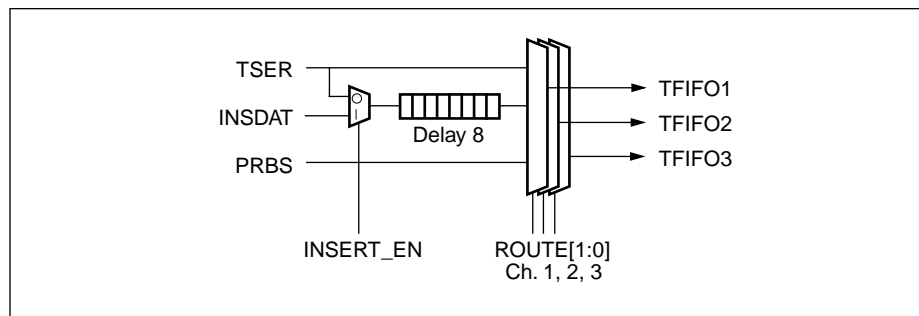 TSER
TFIFO1
INSDAT
TFIFO2
Delay 8
PRBS
TFIFO3
INSERT_EN
ROUTE[1:0]
Ch. 1, 2, 3